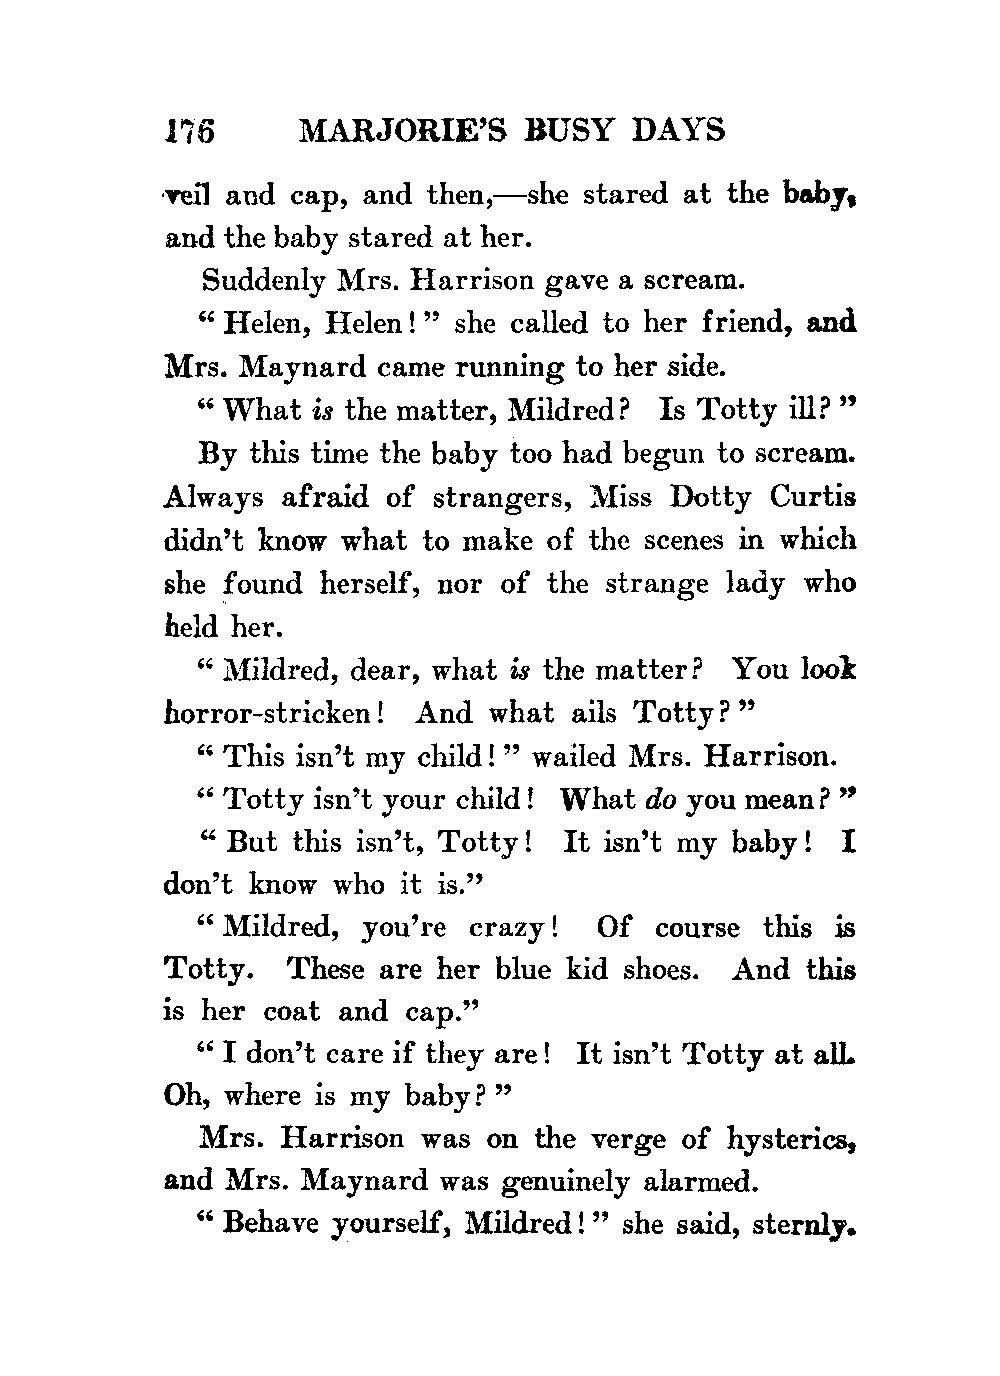 176 MARJORIE'S BUSY DAYS
veil and cap, and then,—she stared at the baby,
and the baby stared at her.
Suddenly Mrs. Harrison gave a scream.
“ Helen, Helen! ” she called to her friend, and
Mrs. Maynard came running to her side.
“ What is the matter, Mildred? Is Totty ill? ”
By this time the baby too had begun to scream.
Always afraid of strangers, Miss Dotty Curtis
didn't know what to make of the scenes in which
she found herself, nor of the strange lady who
held her.
“ Mildred, dear, what is the matter? You look
horror-stricken! And what ails Totty? ”
“ This isn't my child! ” wailed Mrs. Harrison.
“ Totty isn't your child! What do you mean? ”
“ But this isn't, Totty! It isn't my baby! I
don't know who it is.”
“ Mildred, you're crazy! Of course this is
Totty. These are her blue kid shoes. And this
is her coat and cap.”
“ I don't care if they are! It isn't Totty at all.
Oh, where is my baby? ”
Mrs. Harrison was on the verge of hysterics,
and Mrs. Maynard was genuinely alarmed.
“ Behave yourself, Mildred! ” she said, sternly.